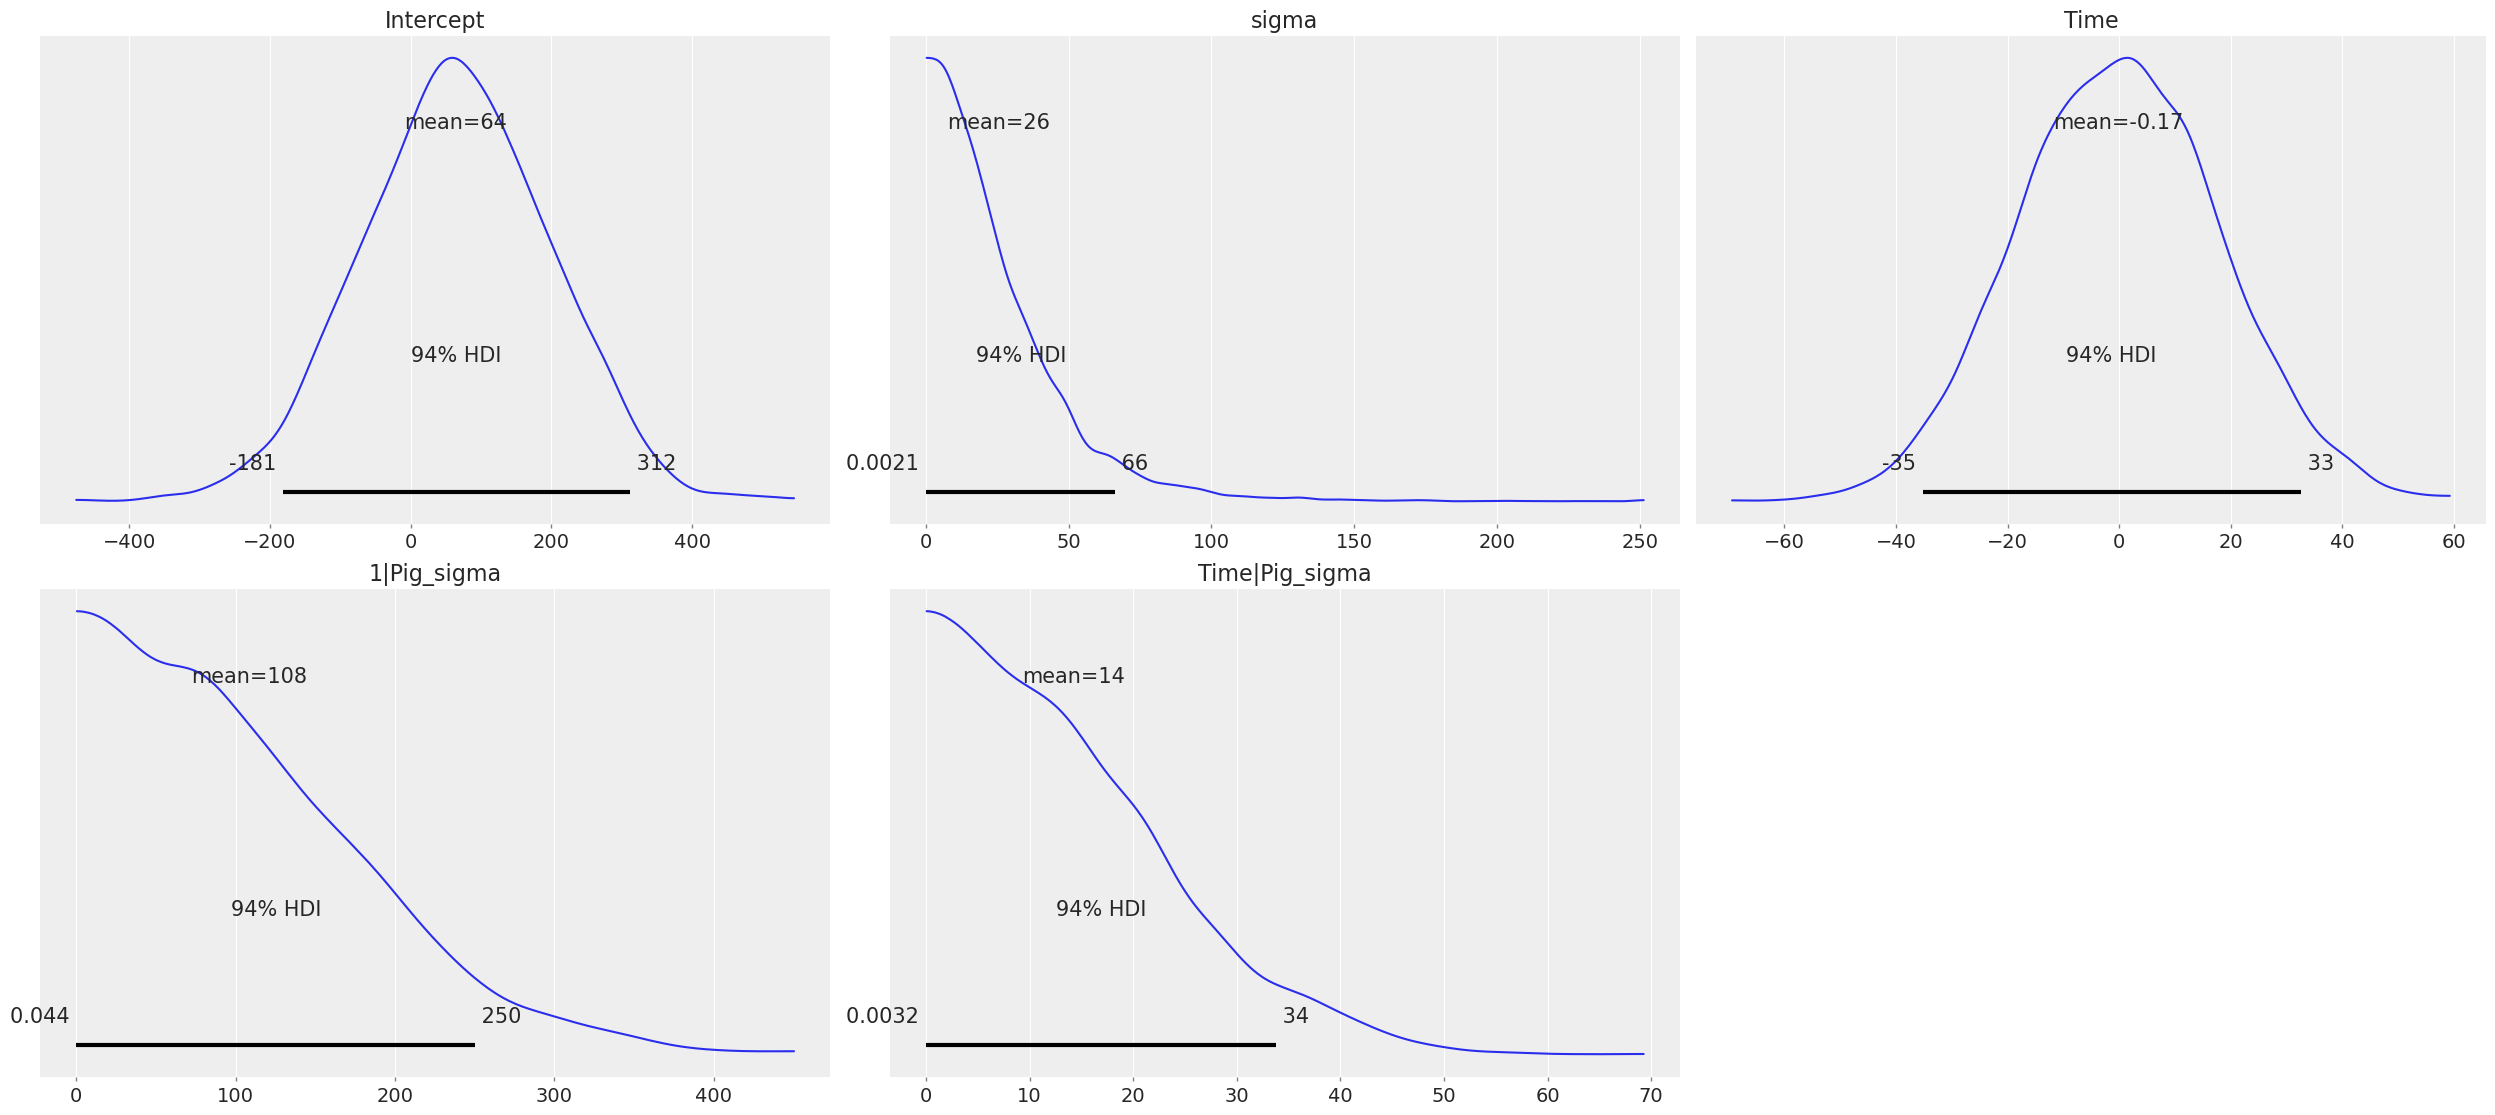 Intercept
mean=64
94% HDI
-181
312
−400
−200
0
200
400
sigma
mean=26
94% HDI
0.0021
66
0
50
100
150
200
250
Time
mean=-0.17
94% HDI
-35
33
−60
−40
−20
0
20
40
60
1|Pig_sigma
mean=108
94% HDI
0.044
250
0
100
200
300
400
Time|Pig_sigma
mean=14
94% HDI
0.0032
34
0
10
20
30
40
50
60
70